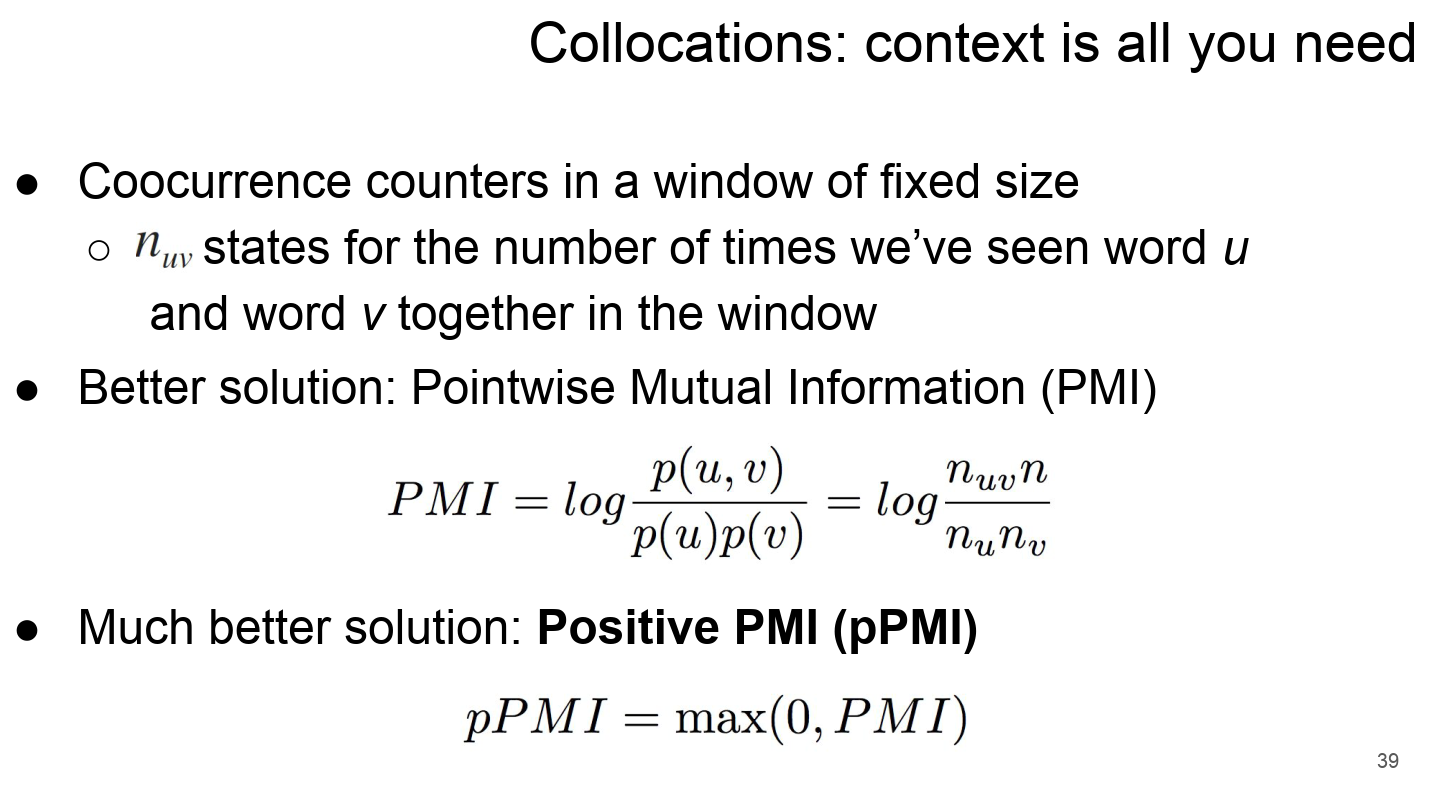 Collocations: context is all you need
● Coocurrence counters in a window of fixed size
○ n_{uv} states for the number of times we’ve seen word u
and word v together in the window
● Better solution: Pointwise Mutual Information (PMI)
PMI = log \frac{p(u, v)}{p(u)p(v)} = log \frac{n_{uv}n}{n_u n_v}
● Much better solution: Positive PMI (pPMI)
pPMI = max(0, PMI)
39